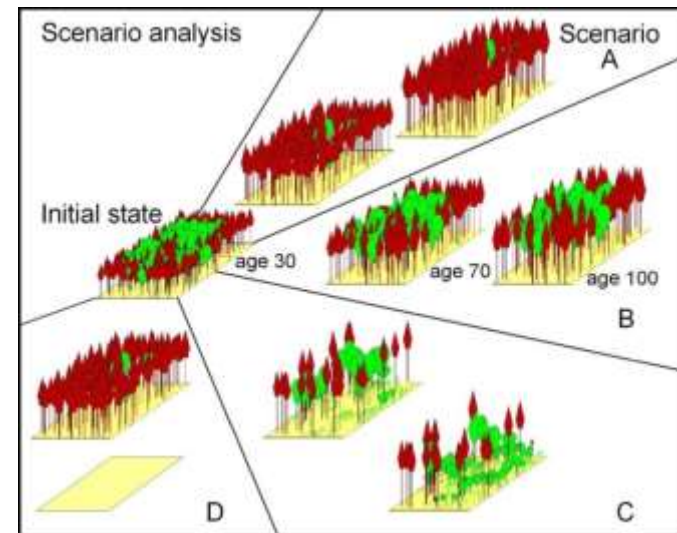 Scenario analysis
Scenario
A
Initial state
age 30
age 70
age 100
B
D
C